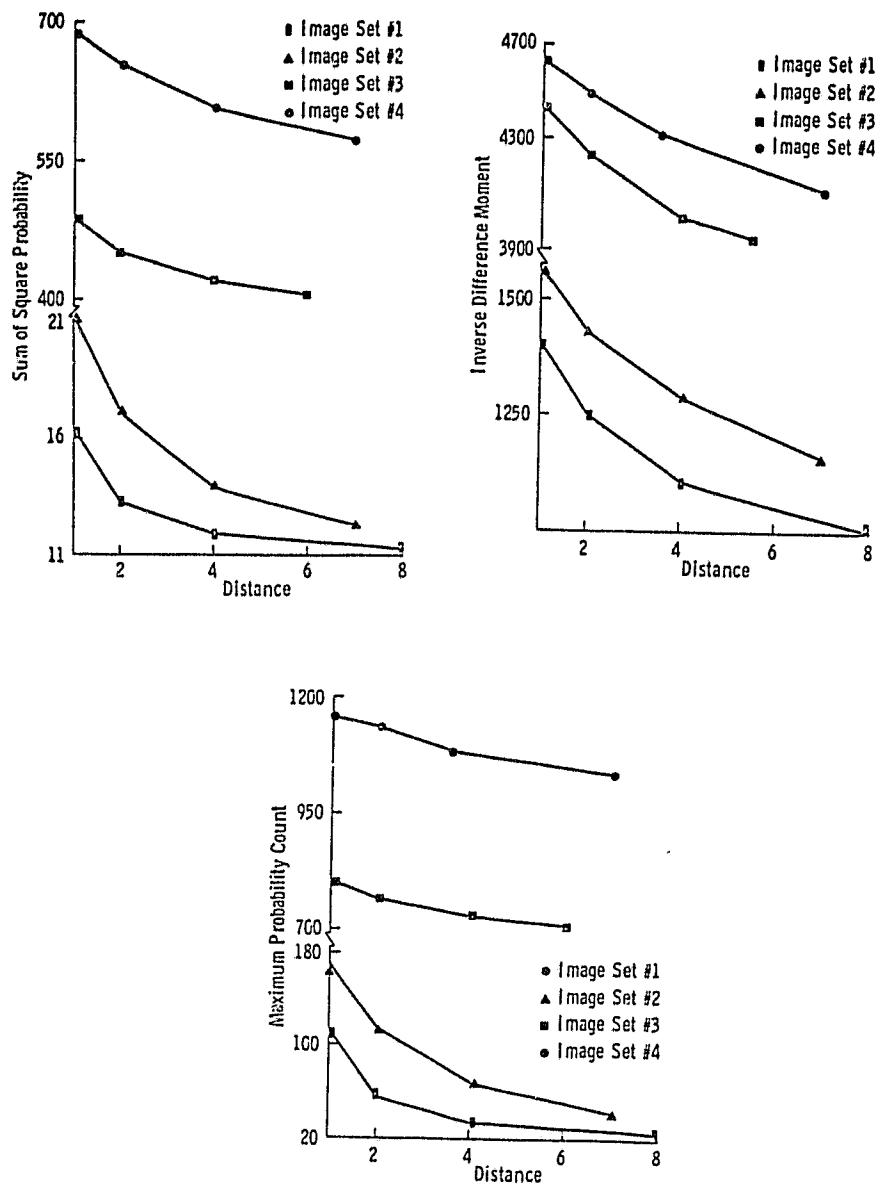 700
550
400
21
16
11
Sum of Square Probability
Image Set #1
Image Set #2
Image Set #3
Image Set #4
2
4
6
8
Distance
4700
4300
3900
1500
1250
Inverse Difference Moment
Image Set #1
Image Set #2
Image Set #3
Image Set #4
2
4
6
8
Distance
1200
950
700
180
100
20
Maximum Probability Count
Image Set #1
Image Set #2
Image Set #3
Image Set #4
2
4
6
8
Distance